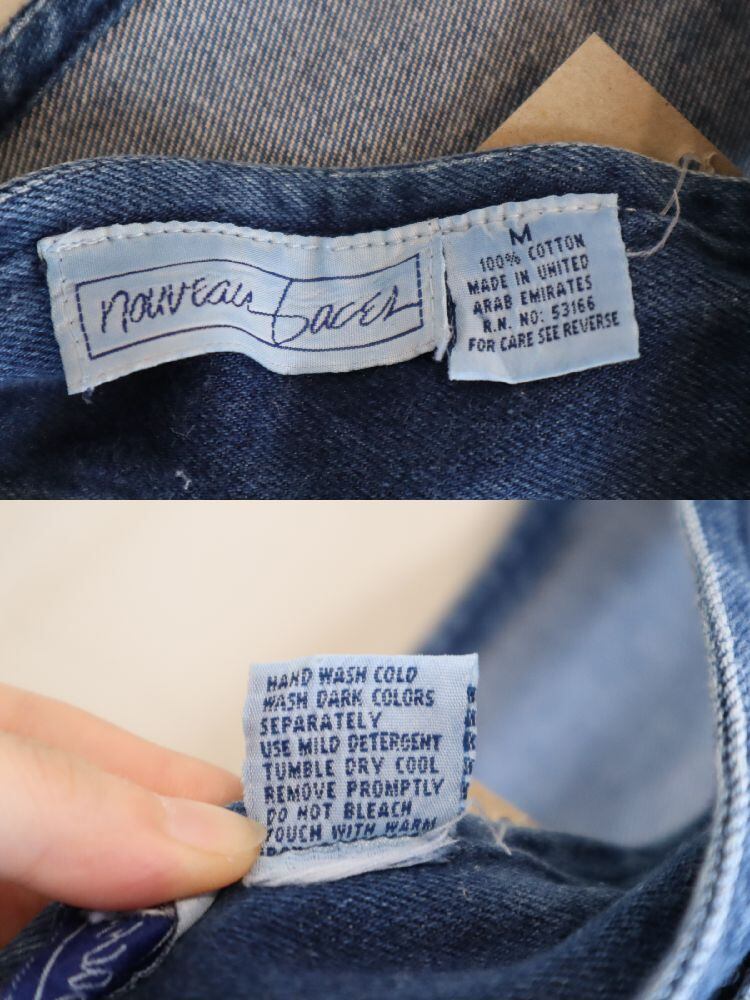 nouveau faces
M
100% COTTON
MADE IN UNITED
ARAB EMIRATES
R.N. NO: 53166
FOR CARE SEE REVERSE
HAND WASH COLD
WASH DARK COLORS
SEPARATELY
USE MILD DETERGENT
TUMBLE DRY COOL
REMOVE PROMPTLY
DO NOT BLEACH
TOUCH WITH WARM